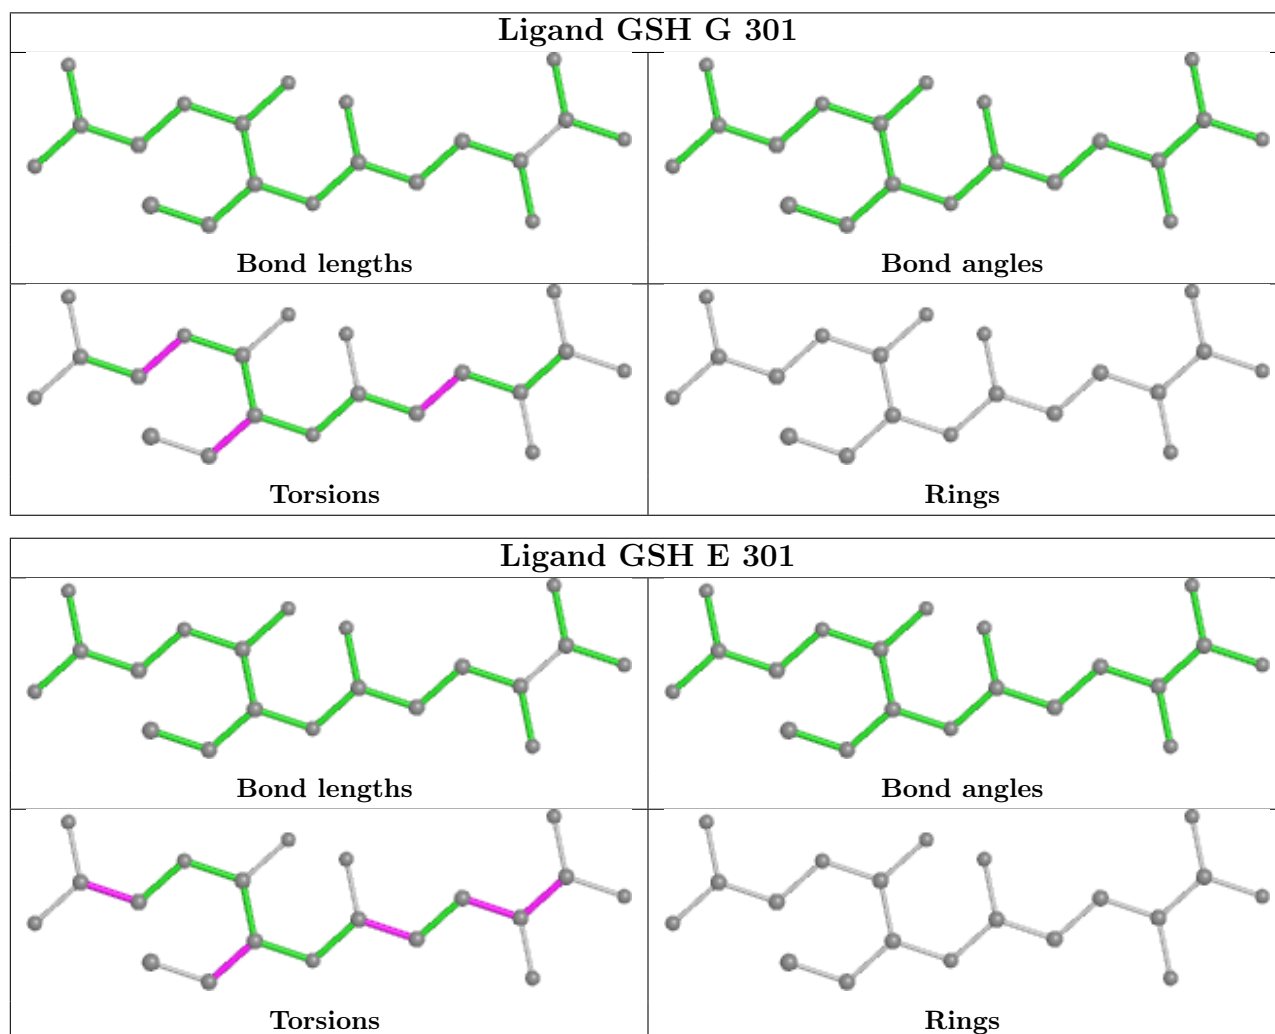 Ligand GSH G 301
Bond lengths
Bond angles
Torsions
Rings
Ligand GSH E 301
Bond lengths
Bond angles
Torsions
Rings